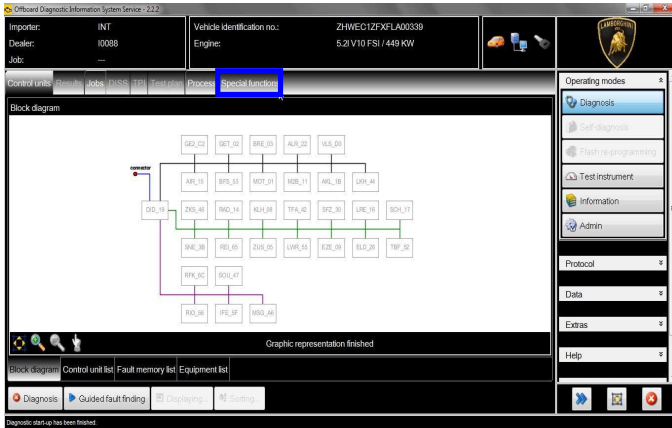 Offboard Diagnostic Information System Service - 2.2.2
Importer: INT
Dealer: I0088
Job: ---
Vehicle identification no.: ZHWEC1ZFXFLA00339
Engine: 5.2l V10 FSI / 449 KW
LAMBORGHINI
Control units Results Jobs DISS TPI Test plan Process Special functions
Block diagram
GE2_C2 GET_02 BRE_03 ALR_22 VLS_D0
connector
AIR_15 BFS_53 MOT_01 M2B_11 AKL_1B LKH_44
DID_19 ZKS_46 RAD_14 KLH_08 TFA_42 SFZ_30 LRE_16 SCH_17
SNE_3B REI_65 ZUS_05 LWR_55 EZE_09 ELD_26 TBF_52
RFK_6C SOU_47
RIO_56 IFE_5F MSG_A6
Graphic representation finished
Block diagram Control unit list Fault memory list Equipment list
Diagnosis Guided fault finding Displaying... Sorting...
Diagnostic start-up has been finished.
Operating modes
Diagnosis
Self-diagnosis
Flash re-programming
Test instrument
Information
Admin
Protocol
Data
Extras
Help